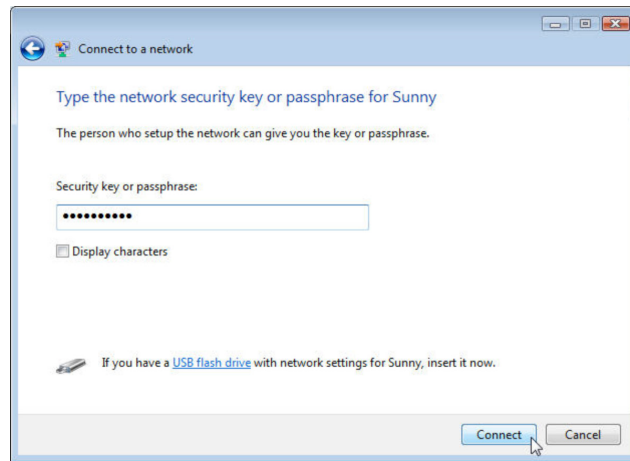 Connect to a network
Type the network security key or passphrase for Sunny
The person who setup the network can give you the key or passphrase.
Security key or passphrase:
••••••••••
Display characters
If you have a USB flash drive with network settings for Sunny, insert it now.
Connect Cancel